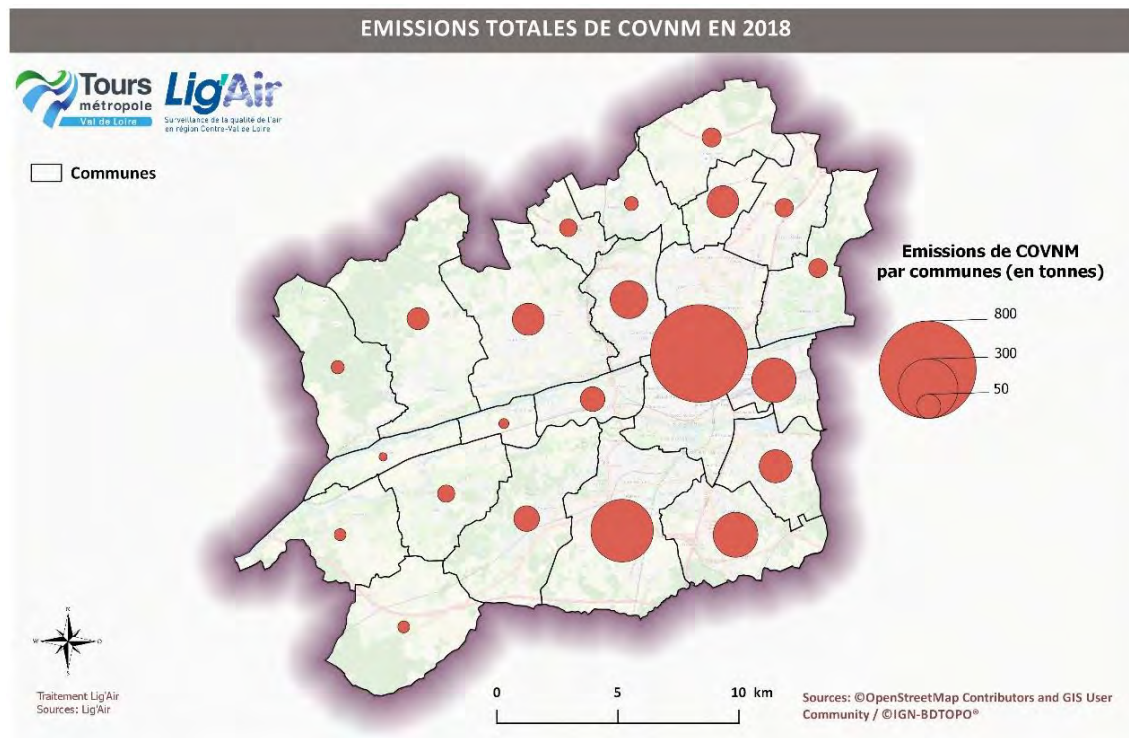 EMISSIONS TOTALES DE COVNM EN 2018
Tours
métropole
Val de Loire
Lig'Air
Surveillance de la qualité de l'air
en région Centre-Val de Loire
Communes
Emissions de COVNM
par communes (en tonnes)
800
300
50
N
W
O
S
Traitement Lig'Air
Sources: Lig'Air
0 5 10 km
Sources: ©OpenStreetMap Contributors and GIS User
Community / ©IGN-BDTOPO®